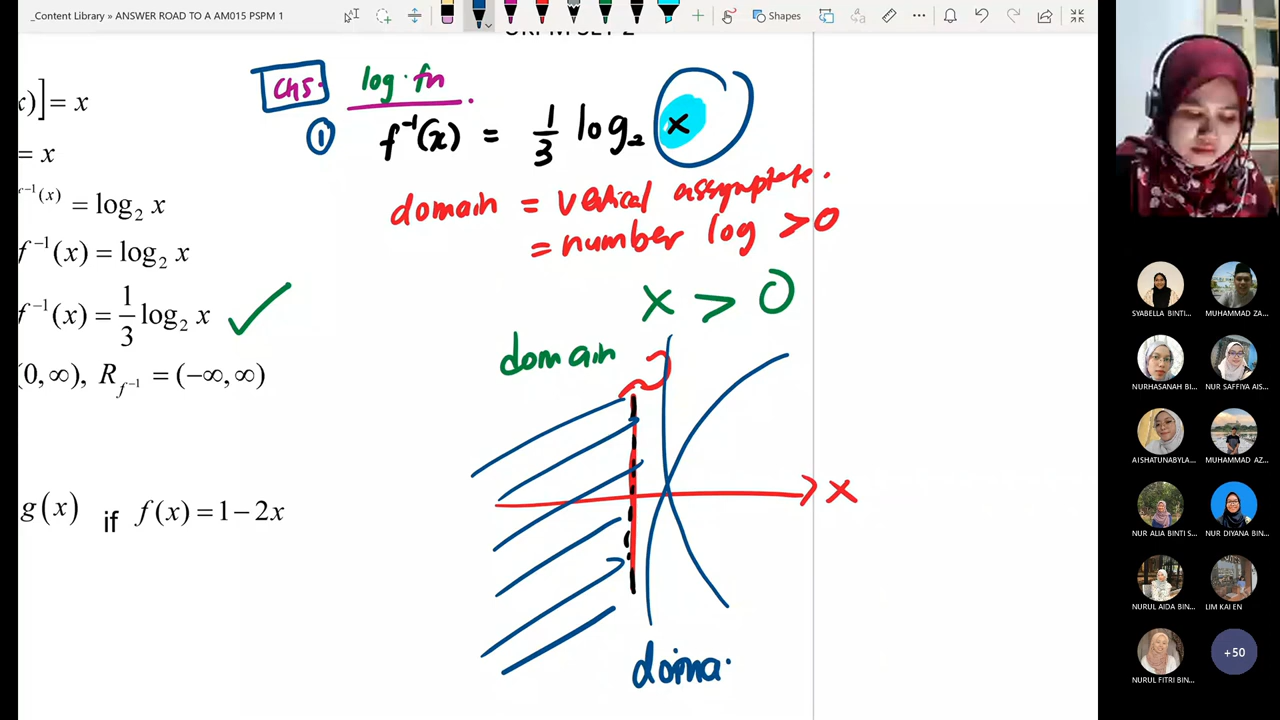 _Content Library » ANSWER ROAD TO A AM015 PSPM 1
Shapes
Ch5.
log. fn
x)] = x
① f⁻¹(x) = 1/3 log₂ x
= x
domain = vertical assymptote.
f⁻¹(x) = log₂ x
= number log > 0
f⁻¹(x) = log₂ x
x > 0
f⁻¹(x) = 1/3 log₂ x ✓
domain
(0, ∞), R_f⁻¹ = (−∞, ∞)
x
g(x) if f(x) = 1 − 2x
domai
SYABELLA BINTI...
MUHAMMAD ZA...
NURHASANAH BI...
NUR SAFFIYA AIS...
AISHATUNABYLA...
MUHAMMAD AZ...
NUR ALIA BINTI S...
NUR DIYANA BIN...
NURUL AIDA BIN...
LIM KAI EN
NURUL FITRI BIN...
+50